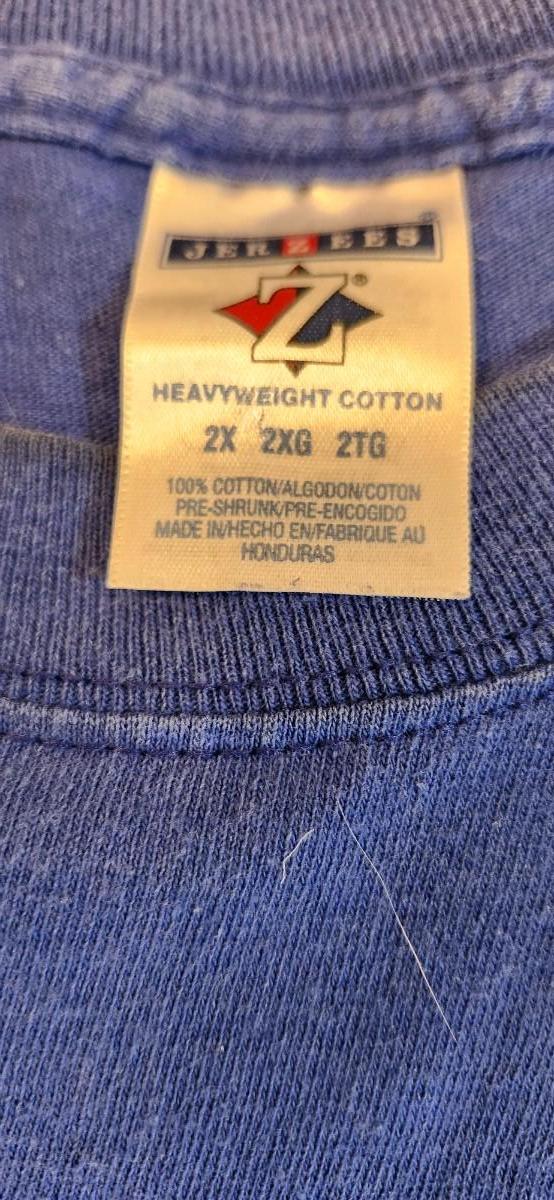 JERZEES®
Z®
HEAVYWEIGHT COTTON
2X 2XG 2TG
100% COTTON/ALGODON/COTON
PRE-SHRUNK/PRE-ENCOGIDO
MADE IN/HECHO EN/FABRIQUE AU
HONDURAS